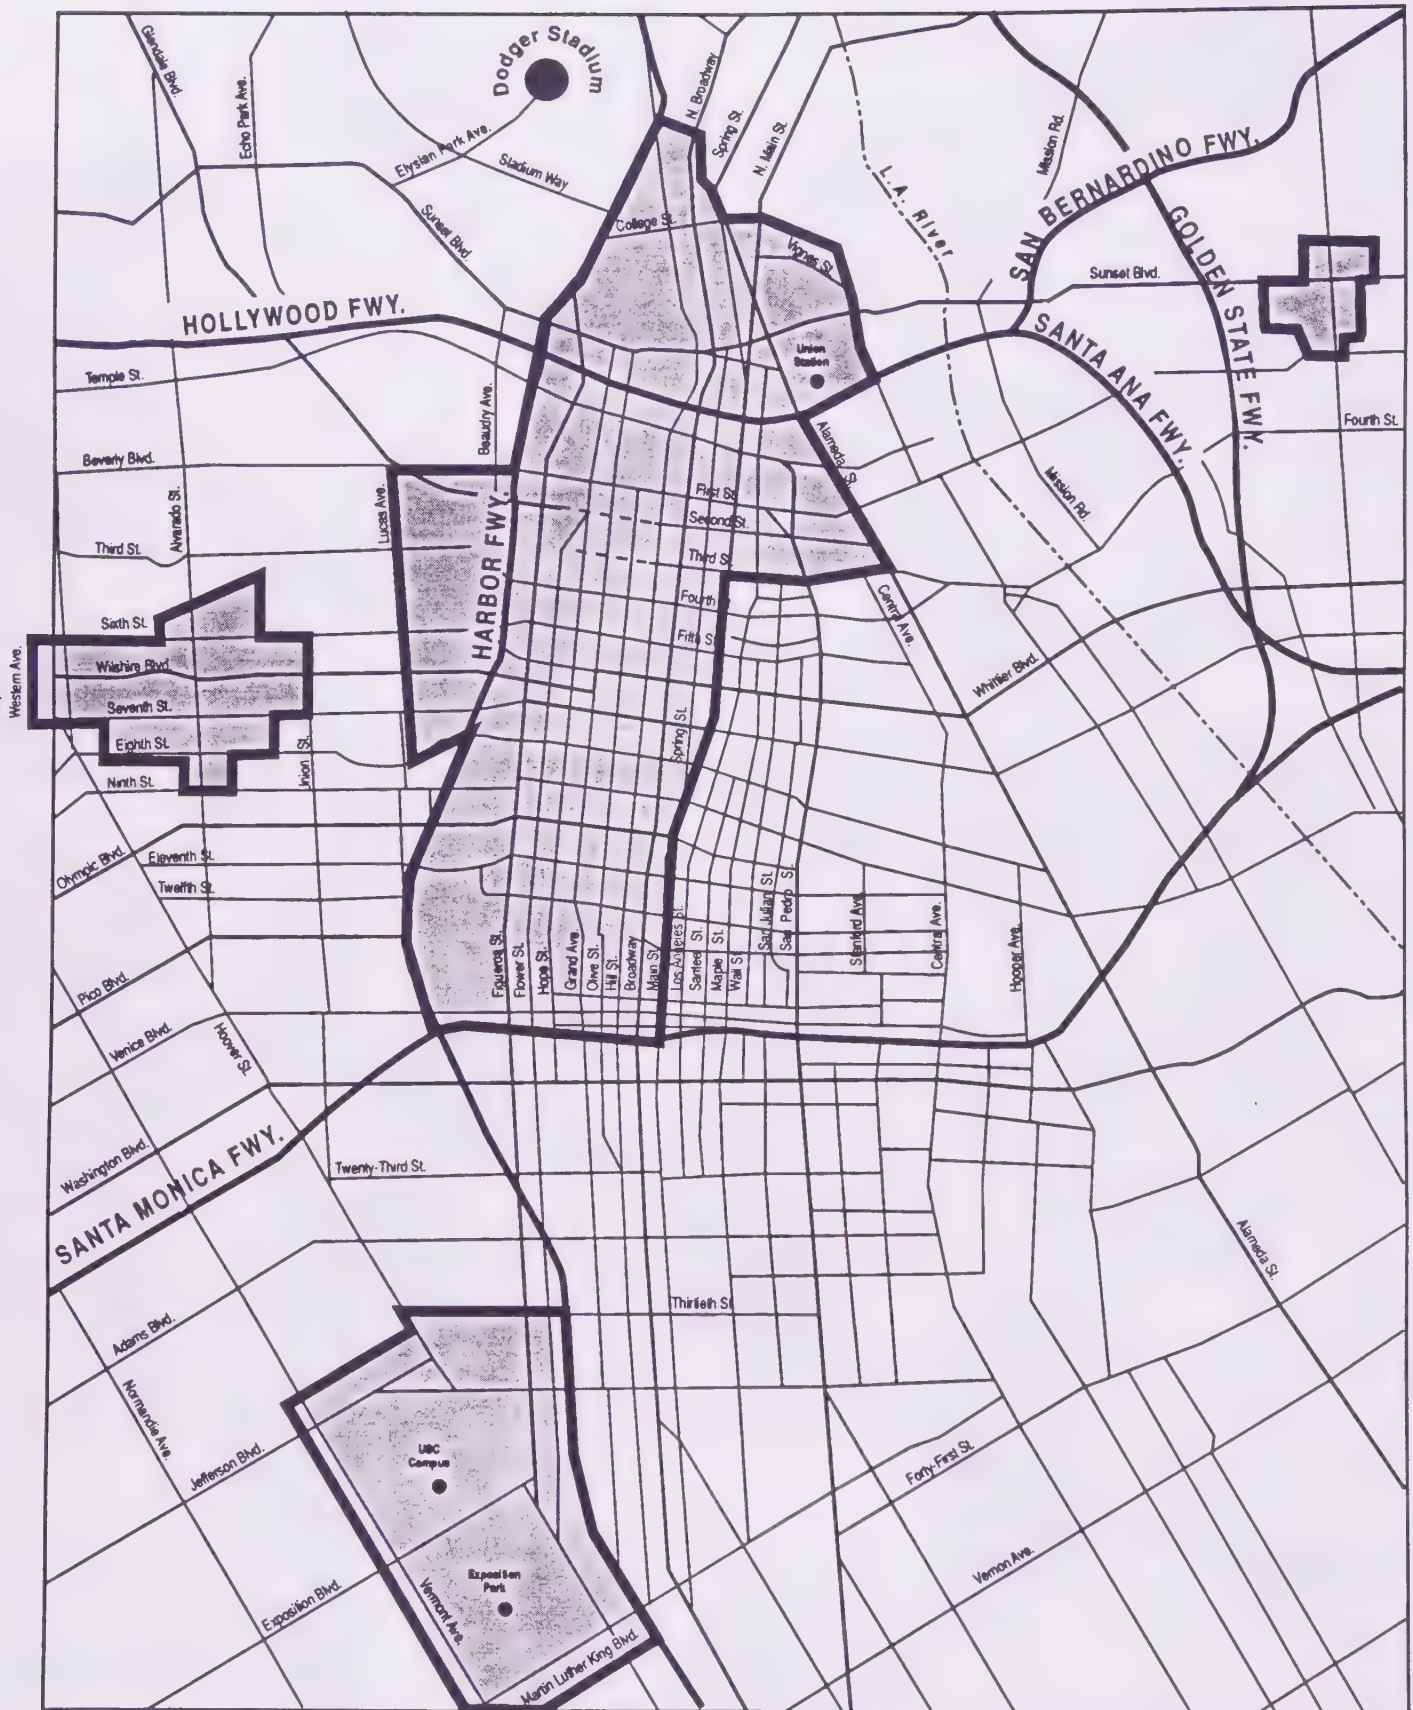 Glendale Blvd.
Echo Park Ave.
Dodger Stadium
Elysian Park Ave.
Stadium Way
Sunset Blvd.
N. Broadway
Spring St.
N. Main St.
College St.
Vignes St.
L.A. River
Mission Rd.
SAN BERNARDINO FWY.
GOLDEN STATE FWY.
Sunset Blvd.
HOLLYWOOD FWY.
SANTA ANA FWY.
Union
Station
Temple St.
Beaudry Ave.
Alameda St.
Fourth St.
Beverly Blvd.
Alvarado St.
Lucas Ave.
HARBOR FWY.
First St.
Second St.
Third St.
Mission Rd.
Third St.
Fourth
Fifth S
Central Ave.
Sixth St.
Western Ave.
Wilshire Blvd.
Seventh St.
Eighth St.
Ninth St.
Union St.
Spring St.
Whittier Blvd.
Olympic Blvd.
Eleventh St.
Twelfth St.
Pico Blvd.
Venice Blvd.
Hoover St.
Figueroa St.
Flower St.
Hope St.
Grand Ave.
Olive St.
Hill St.
Broadway
Main St.
Los Angeles St.
Santee St.
Maple St.
Wall St.
San Julian St.
San Pedro St.
Stanford Ave.
Central Ave.
Hooper Ave.
Washington Blvd.
SANTA MONICA FWY.
Twenty-Third St.
Alameda St.
Adams Blvd.
Thirtieth St.
Normandie Ave.
Jefferson Blvd.
USC
Campus
Forty-First St.
Exposition Blvd.
Vermont Ave.
Exposition
Park
Vernon Ave.
Martin Luther King Blvd.